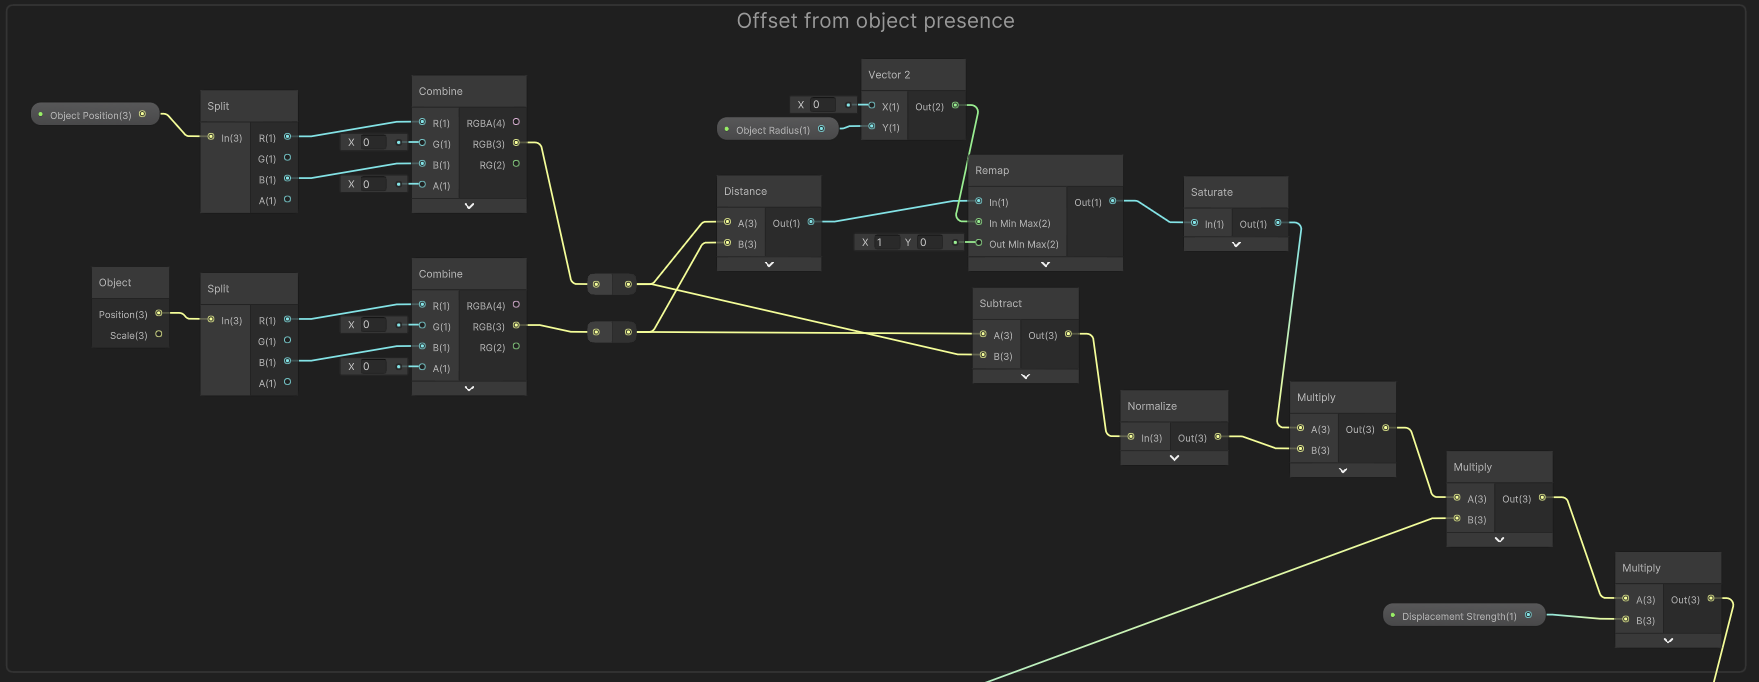 Offset from object presence
Object Position(3)
Split
In(3)
R(1)
G(1)
B(1)
A(1)
X 0
X 0
Combine
R(1)
G(1)
B(1)
A(1)
RGBA(4)
RGB(3)
RG(2)
Object
Position(3)
Scale(3)
Split
In(3)
R(1)
G(1)
B(1)
A(1)
X 0
X 0
Combine
R(1)
G(1)
B(1)
A(1)
RGBA(4)
RGB(3)
RG(2)
X 0
Object Radius(1)
Vector 2
X(1)
Y(1)
Out(2)
Distance
A(3)
B(3)
Out(1)
X 1 Y 0
Remap
In(1)
In Min Max(2)
Out Min Max(2)
Out(1)
Saturate
In(1)
Out(1)
Subtract
A(3)
B(3)
Out(3)
Normalize
In(3)
Out(3)
Multiply
A(3)
B(3)
Out(3)
Multiply
A(3)
B(3)
Out(3)
Displacement Strength(1)
Multiply
A(3)
B(3)
Out(3)